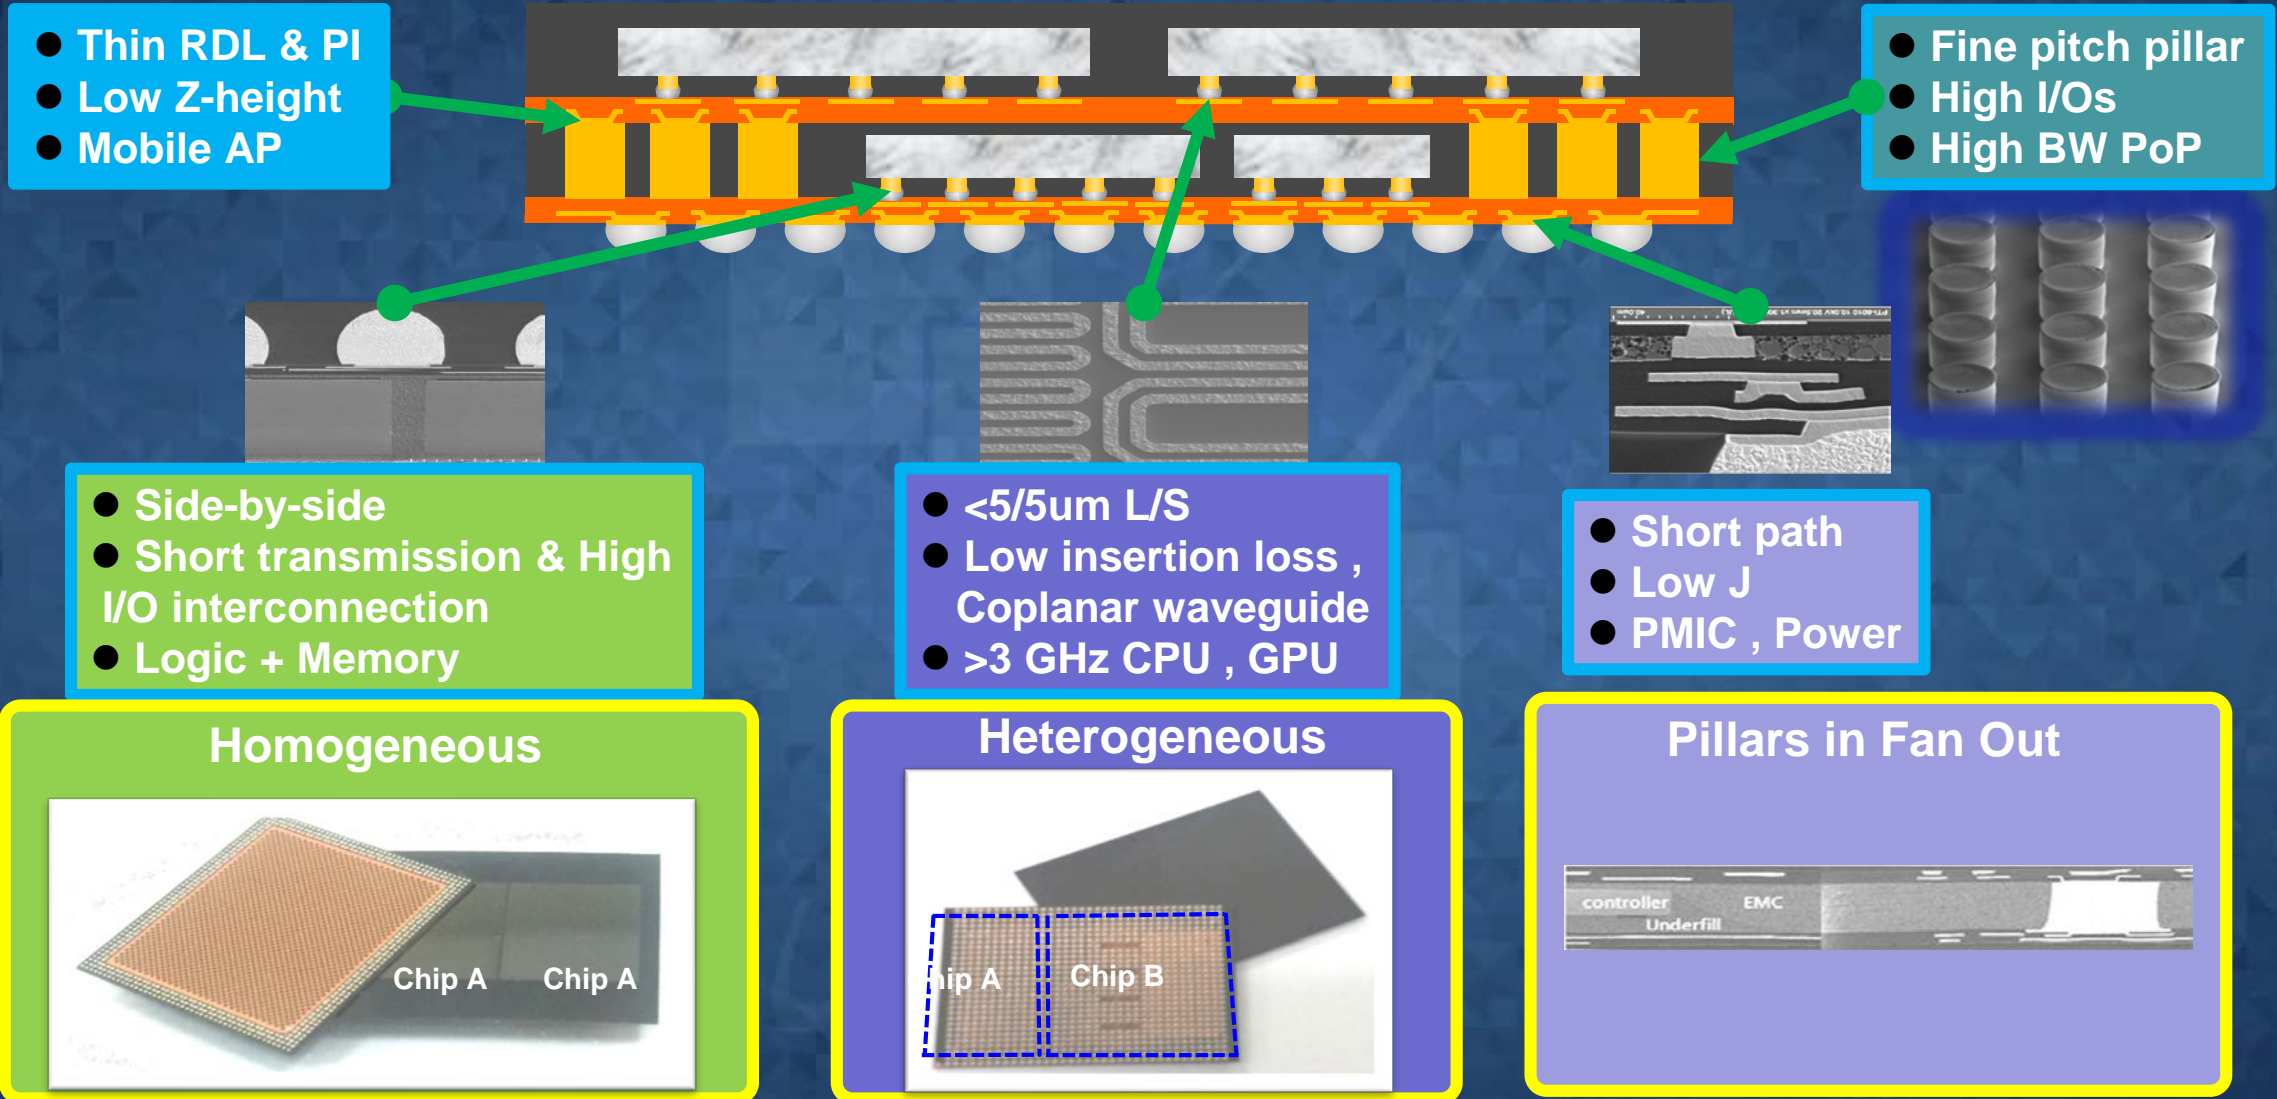 Thin RDL & PI
Low Z-height
Mobile AP
Fine pitch pillar
High I/Os
High BW PoP
Side-by-side
Short transmission & High
I/O interconnection
Logic + Memory
<5/5um L/S
Low insertion loss ,
Coplanar waveguide
>3 GHz CPU , GPU
Short path
Low J
PMIC , Power
Homogeneous
Chip A Chip A
Heterogeneous
hip A Chip B
Pillars in Fan Out
controller EMC
Underfill